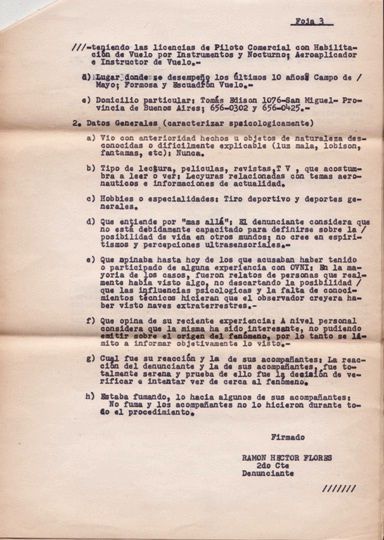 Foja 3
///-teniendo las licencias de Piloto Comercial con Habilita-
ción de Vuelo por Instrumentos y Nocturno; Aeroaplicador
e Instructor de Vuelo.-
d) Lugar donde se desempeño los últimos 10 años: Campo de /
Mayo; Formosa y Escuadrón Vuelo.-
e) Domicilio particular: Tomás Edison 1076-San Miguel- Pro-
vincia de Buenos Aires; 656-0302 y 656-0425.-
2. Datos Generales (caracterizar spsicologicamente)
a) Vio con anterioridad hechos u objetos de naturaleza des-
conocidas o dificilmente explicable (luz mala, lobison,
fantamas, etc): Nunca.
b) Tipo de lectura, peliculas, revistas,T V , que acostum-
bra a leer o ver: Lecyuras relacionadas con temas aero-
nauticos e informaciones de actualidad.
c) Hobbies o especialidades: Tiro deportivo y deportes ge-
nerales.
d) Que entiende por "mas allá": El denunciante considera que
no está debidamente capacitado para definirse sobre la /
posibilidad de vida en otros mundos; no cree en espiri-
tismos y percepciones ultrasensoriales.-
e) Que opinaba hasta hoy de los que acusaban haber tenido
o participado de alguna experiencia con OVNI; En la ma-
yoría de los casos, fueron relatos de personas que real-
mente había visto algo, no descartando la posibilidad /
que las influencias psicologicas y la falta de conoci-
mientos técnicos hicieran que el observador creyera ha-
ber visto naves extraterrestres.-
f) Que opina de su reciente experiencia: A nivel personal
considera que la misma ha sido interesante, no pudiendo
emitir sobre el origen del fenómeno, por lo tanto se li-
mito a informar objetivamente lo visto.-
g) Cual fue su reacción y la de sus acompañantes: La reac-
ción del denunciante y la de sus acompañantes, fue to-
talmente serena y prueba de ello fue la decisión de ve-
rificar e intentar ver de cerca al fenómeno.
h) Estaba fumando, lo hacia algunos de sus acompañantes:
No fuma y los acompañantes no lo hicieron durante to-
do el procedimiento.-
Firmado
RAMON HECTOR FLORES
2do Cte
Denunciante
///////